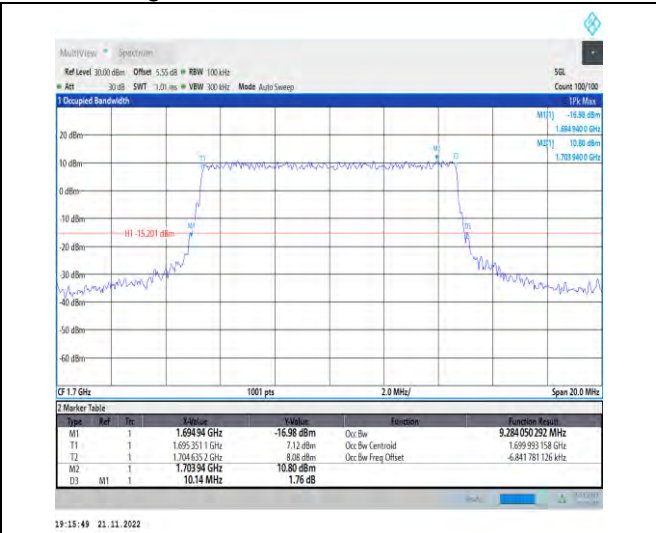 MultiView Spectrum
Ref Level 30.00 dBm Offset 5.55 dB RBW 100 kHz SGL
Att 30 dB SWT 1.01 ms VBW 300 kHz Mode Auto Sweep Count 100/100
1 Occupied Bandwidth 1Pk Max
M1[1] -16.98 dBm
1.694 940 0 GHz
M2[1] 10.80 dBm
1.703 940 0 GHz
20 dBm
M2
T1 T2
10 dBm
0 dBm
-10 dBm
M1 D3
H1 -15.201 dBm
-20 dBm
-30 dBm
-40 dBm
-50 dBm
-60 dBm
CF 1.7 GHz 1001 pts 2.0 MHz/ Span 20.0 MHz
2 Marker Table
Type Ref Trc X-Value Y-Value Function Function Result
M1 1 1.694 94 GHz -16.98 dBm Occ Bw 9.284 050 292 MHz
T1 1 1.695 351 1 GHz 7.12 dBm Occ Bw Centroid 1.699 993 158 GHz
T2 1 1.704 635 2 GHz 8.08 dBm Occ Bw Freq Offset -6.841 781 126 kHz
M2 1 1.703 94 GHz 10.80 dBm
D3 M1 1 10.14 MHz 1.76 dB
19:15:49 21.11.2022